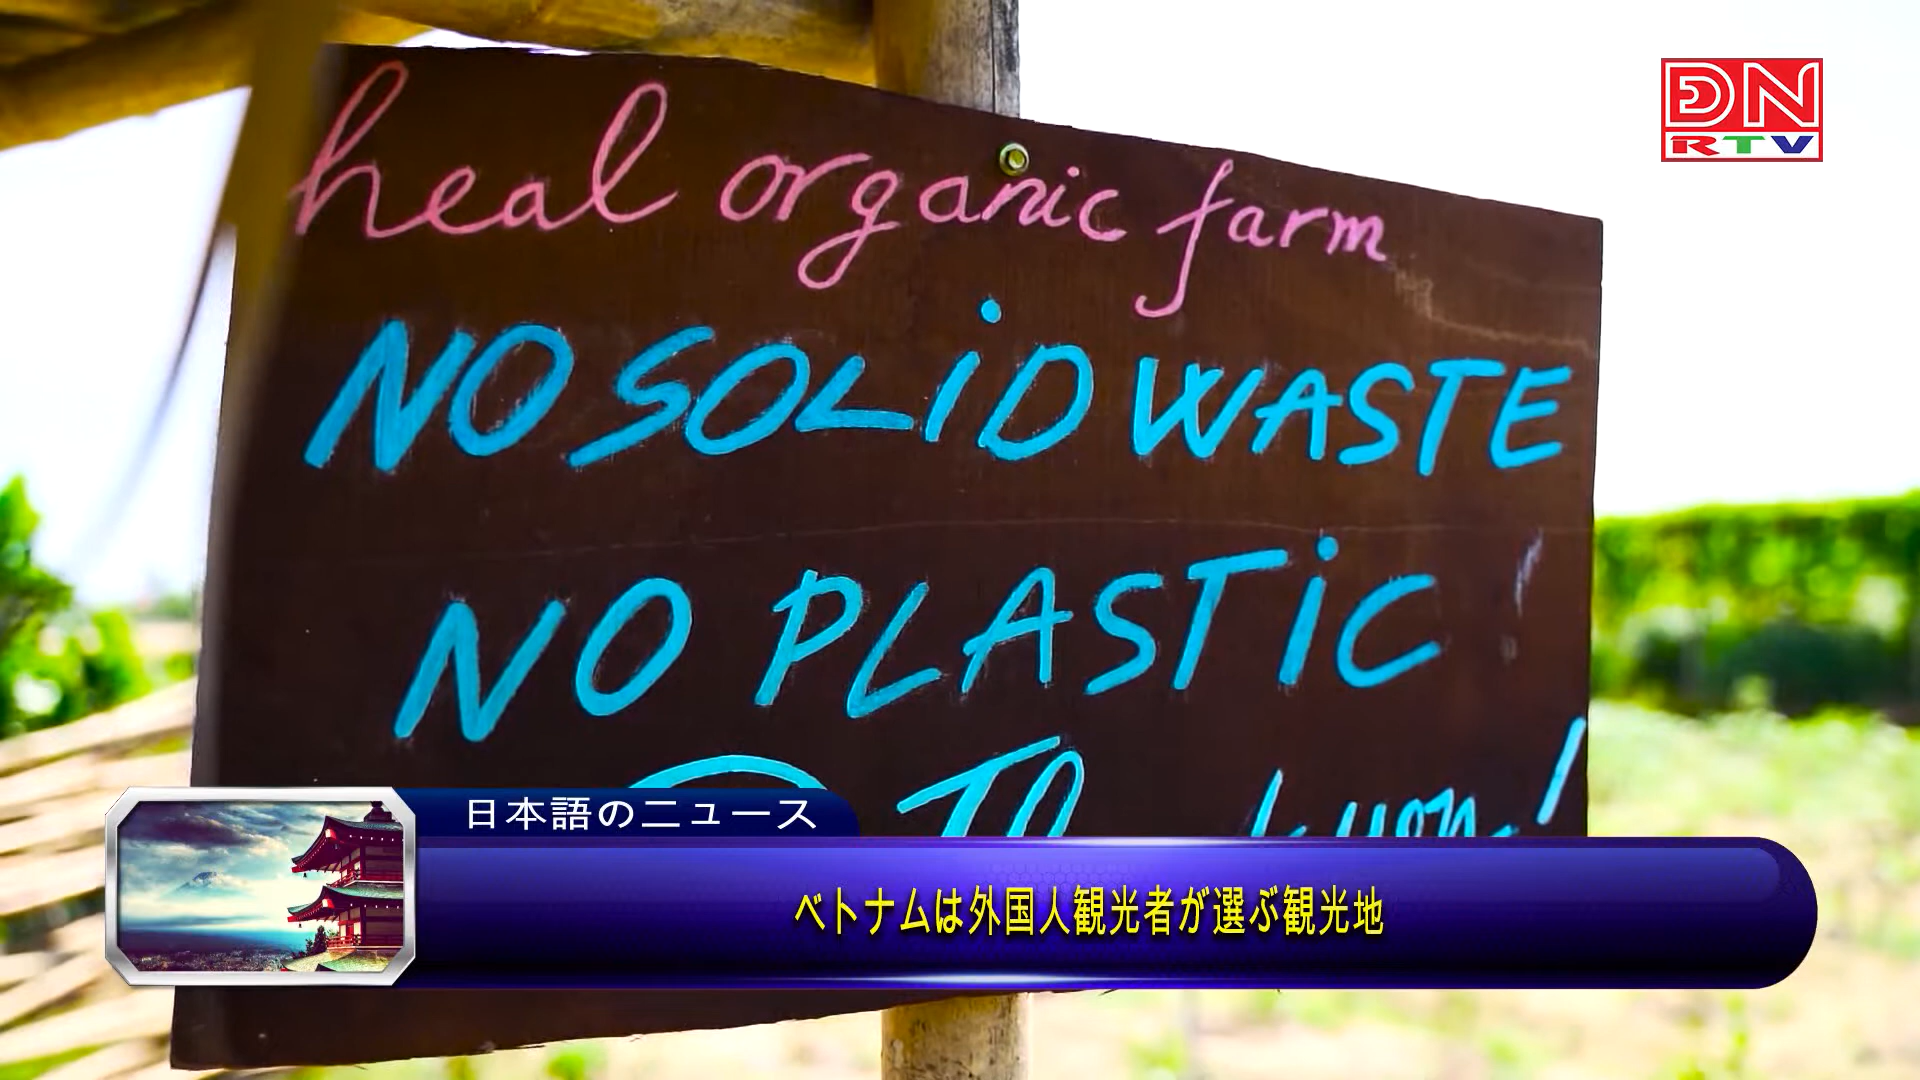 heal organic farm
NO SOLiD WASTE
NO PLASTiC!
ĐN
RTV
日本語のニュース
ベトナムは外国人観光者が選ぶ観光地